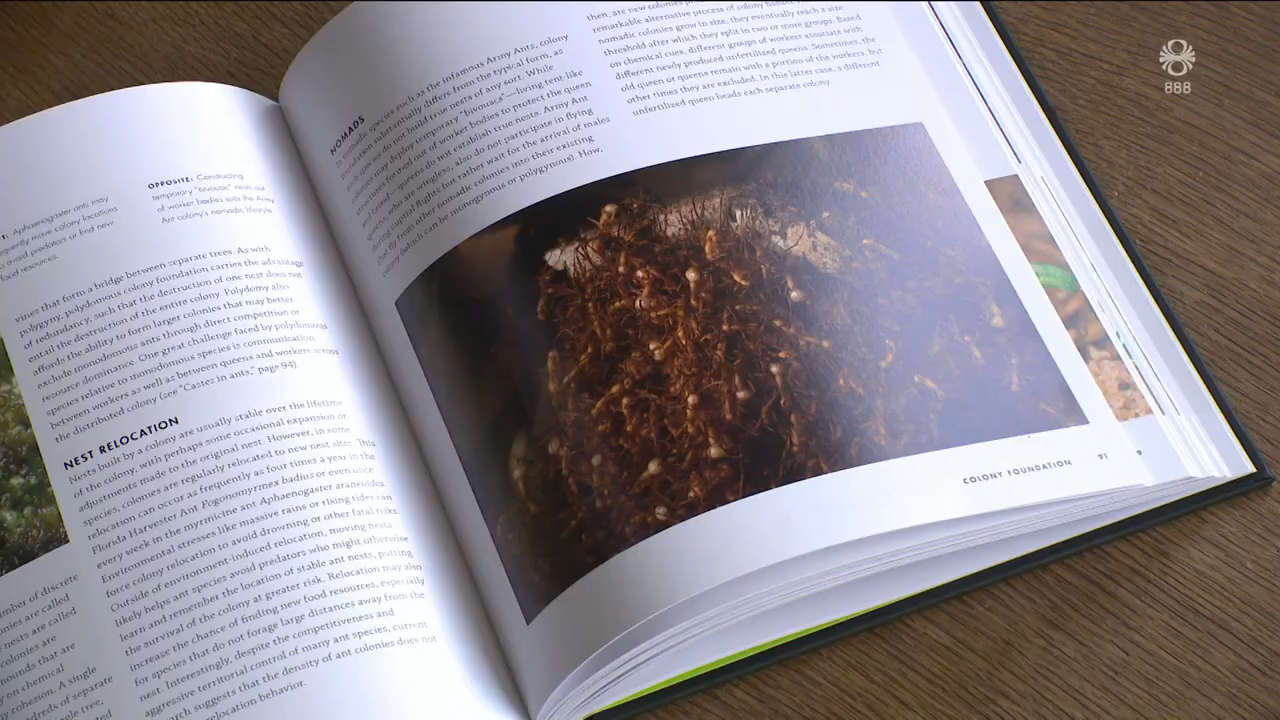 OPPOSITE: Constructing
temporary "bivouac" nests out
of worker bodies suits the Army
Ant colony's nomadic lifestyle.
Aphaenogaster ants may
move colony locations
avoid predators or find new
food resources.
vines that form a bridge between separate trees. As with
polygyny, polydomous colony foundation carries the advantage
of redundancy, such that the destruction of one nest does not
entail the destruction of the entire colony. Polydomy also
affords the ability to form larger colonies that may better
exclude monodomous ants through direct competition or
resource dominance. One great challenge faced by polydomous
species relative to monodomous species is communication
between workers as well as between queens and workers across
the distributed colony (see "Castes in ants," page 94).
NEST RELOCATION
Nests built by a colony are usually stable over the lifetime
of the colony, with perhaps some occasional expansion or
adjustments made to the original nest. However, in some
species, colonies are regularly relocated to new nest sites. This
relocation can occur as frequently as four times a year in the
Florida Harvester Ant Pogonomyrmex badius or even once
every week in the myrmicine ant Aphaenogaster araneoides.
Environmental stresses like massive rains or rising tides can
force colony relocation to avoid drowning or other fatal risks.
Outside of environment-induced relocation, moving nests
likely helps ant species avoid predators who might otherwise
learn and remember the location of stable ant nests, putting
the survival of the colony at greater risk. Relocation may also
increase the chance of finding new food resources, especially
for species that do not forage large distances away from the
nest. Interestingly, despite the competitiveness and
aggressive territorial control of many ant species, current
suggests that the density of ant colonies does not
relocation behavior.
of discrete
are called
nests are called
colonies are
that are
on chemical
cohesion. A single
of separate
tree,
NOMADS
In nomadic species such as the infamous Army Ants, colony
foundation substantially differs from the typical form, as
such species do not build true nests of any sort. While
colonies may deploy temporary "bivouacs"—living tent-like
structures formed out of worker bodies to protect the queen
and brood—queens do not establish true nests. Army Ant
queens, who are wingless, also do not participate in flying
during nuptial flights but rather wait for the arrival of males
that fly from other nomadic colonies into their existing
colony (which can be monogynous or polygynous). How,
then, are new colonies
remarkable alternative process of colony
nomadic colonies grow in size, they eventually reach a size
threshold after which they split in two or more groups. Based
on chemical cues, different groups of workers associate with
different newly produced unfertilized queens. Sometimes, the
old queen or queens remain with a portion of the workers, but
other times they are excluded. In this latter case, a different
unfertilized queen heads each separate colony.
COLONY FOUNDATION 91
888